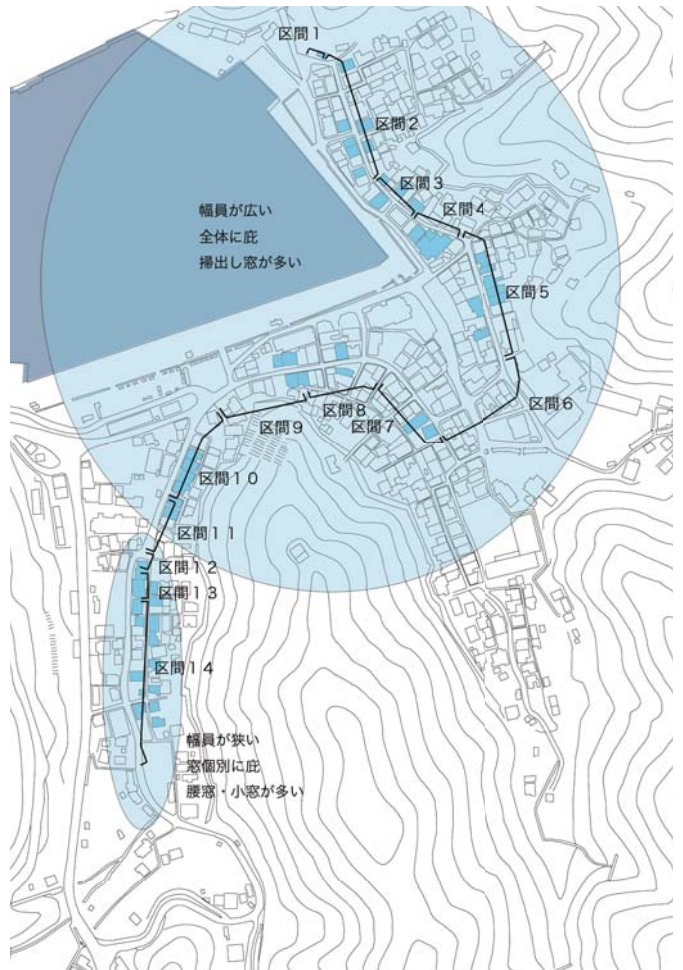 区間１
区間２
区間３
区間４
幅員が広い
全体に庇
掃出し窓が多い
区間５
区間６
区間８
区間７
区間９
区間１０
区間１１
区間１２
区間１３
区間１４
幅員が狭い
窓個別に庇
腰窓・小窓が多い